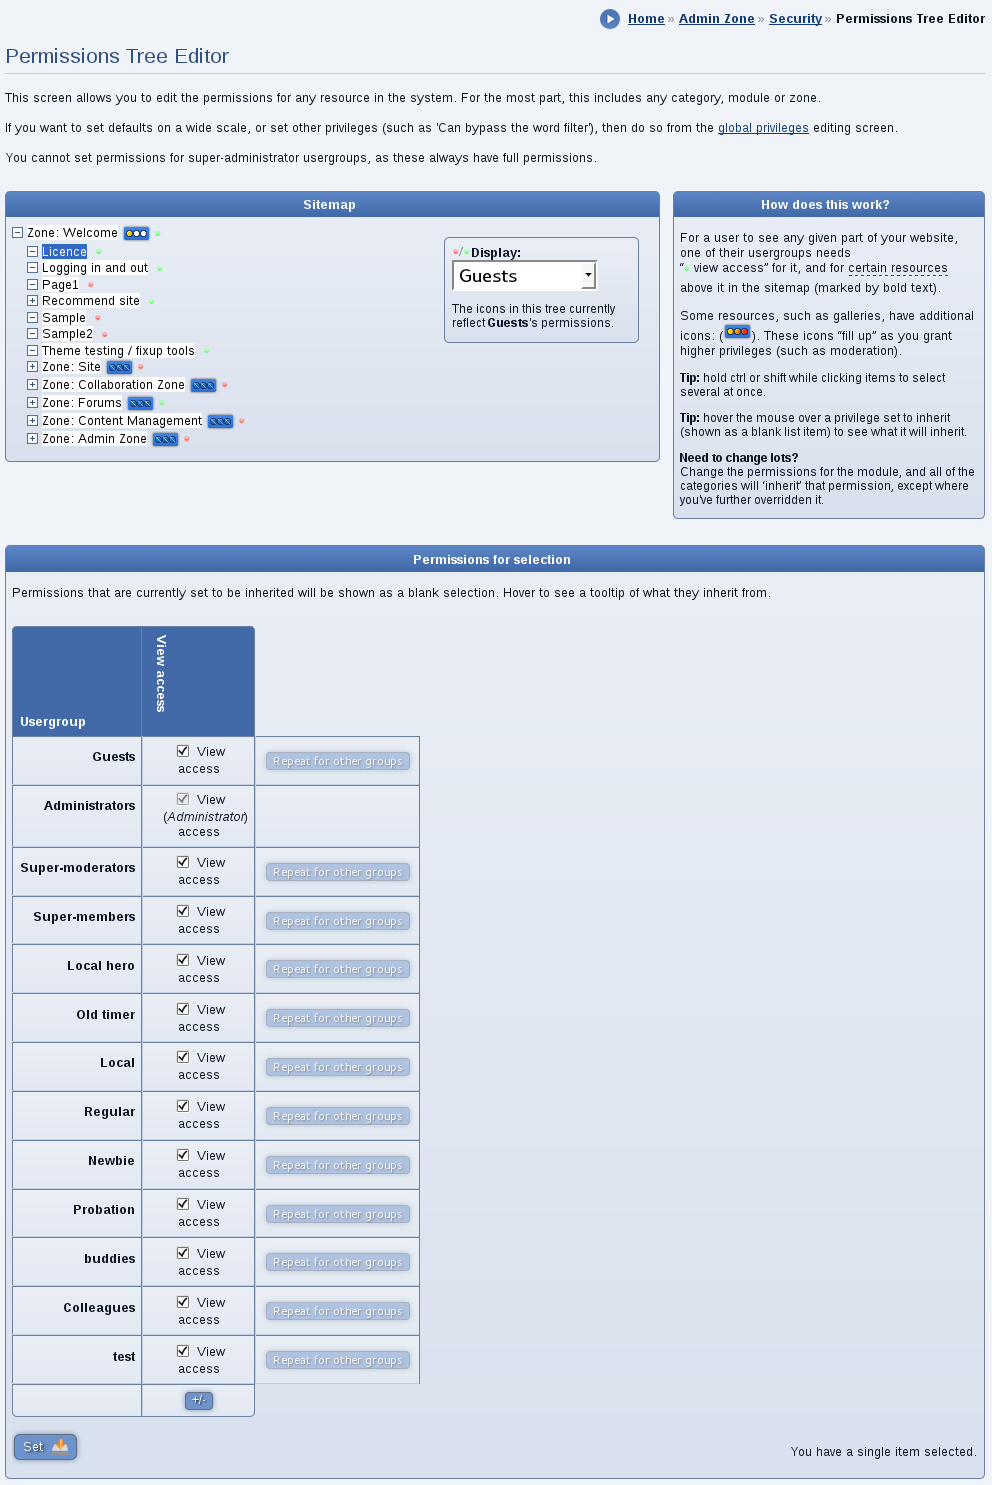 Home » Admin Zone » Security » Permissions Tree Editor
Permissions Tree Editor
This screen allows you to edit the permissions for any resource in the system. For the most part, this includes any category, module or zone.
If you want to set defaults on a wide scale, or set other privileges (such as 'Can bypass the word filter'), then do so from the global privileges editing screen.
You cannot set permissions for super-administrator usergroups, as these always have full permissions.
Sitemap
Zone: Welcome
Licence
Logging in and out
Page1
Recommend site
Sample
Sample2
Theme testing / fixup tools
Zone: Site
Zone: Collaboration Zone
Zone: Forums
Zone: Content Management
Zone: Admin Zone
/ Display:
Guests
The icons in this tree currently
reflect Guests's permissions.
How does this work?
For a user to see any given part of your website,
one of their usergroups needs
“ view access” for it, and for certain resources
above it in the sitemap (marked by bold text).
Some resources, such as galleries, have additional
icons: ( ). These icons “fill up” as you grant
higher privileges (such as moderation).
Tip: hold ctrl or shift while clicking items to select
several at once.
Tip: hover the mouse over a privilege set to inherit
(shown as a blank list item) to see what it will inherit.
Need to change lots?
Change the permissions for the module, and all of the
categories will ‘inherit’ that permission, except where
you've further overridden it.
Permissions for selection
Permissions that are currently set to be inherited will be shown as a blank selection. Hover to see a tooltip of what they inherit from.
Usergroup
View access
Guests
View
access
Repeat for other groups
Administrators
View
(Administrator)
access
Super-moderators
View
access
Repeat for other groups
Super-members
View
access
Repeat for other groups
Local hero
View
access
Repeat for other groups
Old timer
View
access
Repeat for other groups
Local
View
access
Repeat for other groups
Regular
View
access
Repeat for other groups
Newbie
View
access
Repeat for other groups
Probation
View
access
Repeat for other groups
buddies
View
access
Repeat for other groups
Colleagues
View
access
Repeat for other groups
test
View
access
Repeat for other groups
+/-
Set
You have a single item selected.